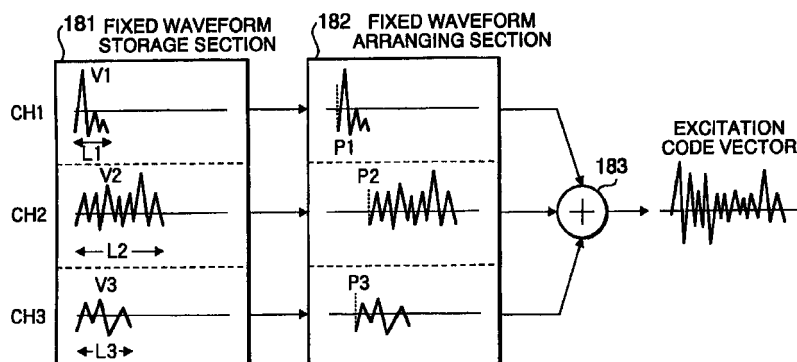 181 FIXED WAVEFORM
STORAGE SECTION
182 FIXED WAVEFORM
ARRANGING SECTION
CH1
V1
L1
P1
CH2
V2
L2
P2
CH3
V3
L3
P3
183
+
EXCITATION
CODE VECTOR